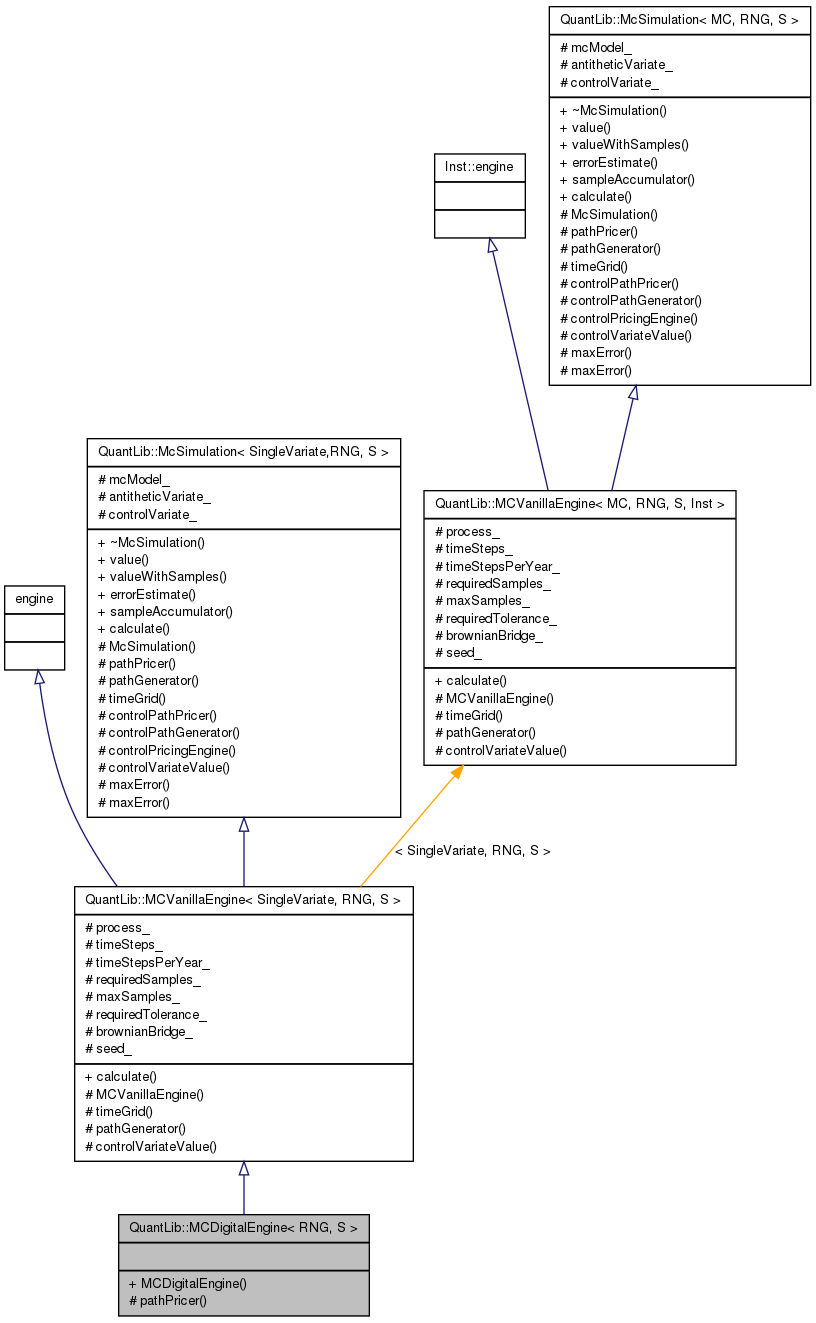 QuantLib::McSimulation< MC, RNG, S >
# mcModel_
# antitheticVariate_
# controlVariate_
+ ~McSimulation()
+ value()
+ valueWithSamples()
+ errorEstimate()
+ sampleAccumulator()
+ calculate()
# McSimulation()
# pathPricer()
# pathGenerator()
# timeGrid()
# controlPathPricer()
# controlPathGenerator()
# controlPricingEngine()
# controlVariateValue()
# maxError()
# maxError()
Inst::engine
QuantLib::McSimulation< SingleVariate,RNG, S >
# mcModel_
# antitheticVariate_
# controlVariate_
+ ~McSimulation()
+ value()
+ valueWithSamples()
+ errorEstimate()
+ sampleAccumulator()
+ calculate()
# McSimulation()
# pathPricer()
# pathGenerator()
# timeGrid()
# controlPathPricer()
# controlPathGenerator()
# controlPricingEngine()
# controlVariateValue()
# maxError()
# maxError()
QuantLib::MCVanillaEngine< MC, RNG, S, Inst >
# process_
# timeSteps_
# timeStepsPerYear_
# requiredSamples_
# maxSamples_
# requiredTolerance_
# brownianBridge_
# seed_
+ calculate()
# MCVanillaEngine()
# timeGrid()
# pathGenerator()
# controlVariateValue()
engine
< SingleVariate, RNG, S >
QuantLib::MCVanillaEngine< SingleVariate, RNG, S >
# process_
# timeSteps_
# timeStepsPerYear_
# requiredSamples_
# maxSamples_
# requiredTolerance_
# brownianBridge_
# seed_
+ calculate()
# MCVanillaEngine()
# timeGrid()
# pathGenerator()
# controlVariateValue()
QuantLib::MCDigitalEngine< RNG, S >
+ MCDigitalEngine()
# pathPricer()